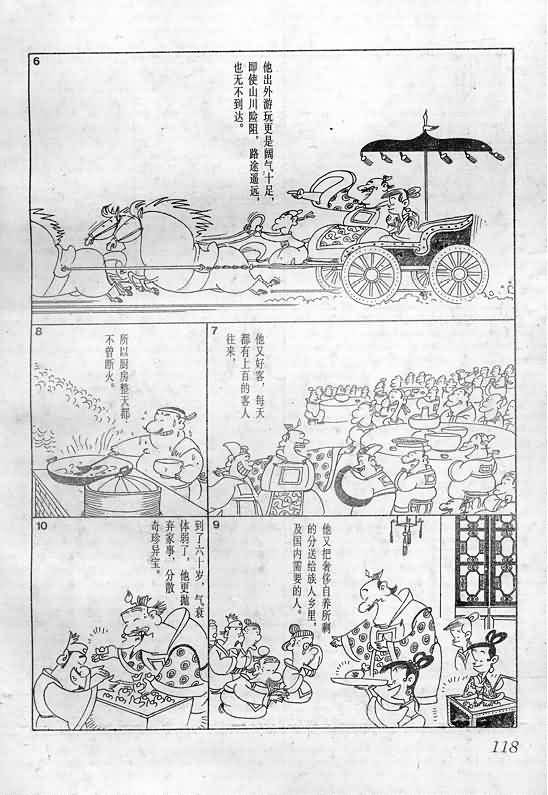 6
他出外游玩更是阔气十足，
即使山川险阻，路途遥远，
也无不到达。
7
他又好客，每天
都有上百的客人
往来，
8
所以厨房整天都
不曾断火。
9
他又把奢侈自养所剩
的分送给族人乡里，
及国内需要的人。
10
到了六十岁，气衰
体弱了，他更抛
弃家事，分散
奇珍异宝。
118